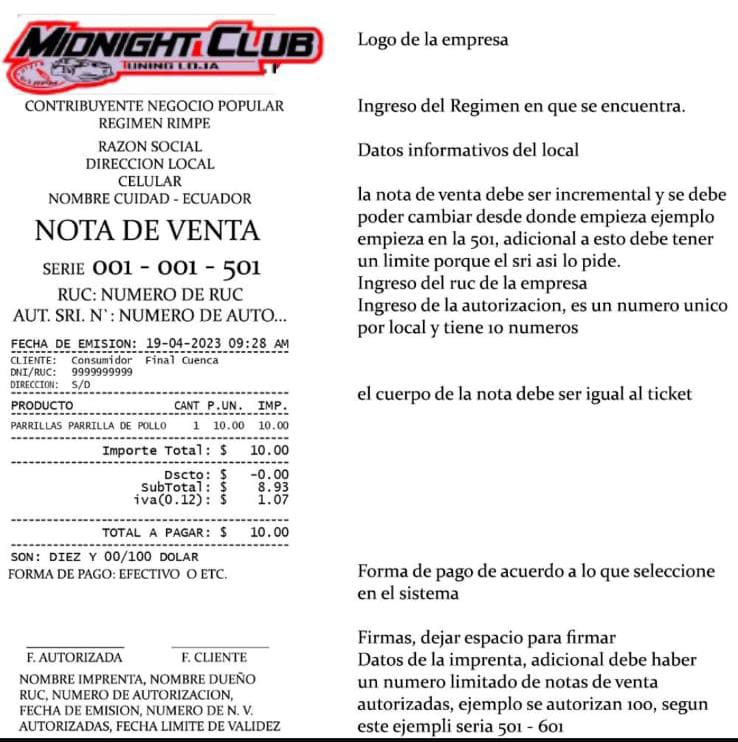 MIDNIGHT CLUB
TUNING LOJA
Logo de la empresa
CONTRIBUYENTE NEGOCIO POPULAR
REGIMEN RIMPE
Ingreso del Regimen en que se encuentra.
RAZON SOCIAL
DIRECCION LOCAL
CELULAR
NOMBRE CUIDAD - ECUADOR
Datos informativos del local
NOTA DE VENTA
SERIE 001 - 001 - 501
la nota de venta debe ser incremental y se debe
poder cambiar desde donde empieza ejemplo
empieza en la 501, adicional a esto debe tener
un limite porque el sri asi lo pide.
RUC: NUMERO DE RUC
AUT. SRI. N`: NUMERO DE AUTO...
Ingreso del ruc de la empresa
Ingreso de la autorizacion, es un numero unico
por local y tiene 10 numeros
FECHA DE EMISION: 19-04-2023 09:28 AM
CLIENTE: Consumidor Final Cuenca
DNI/RUC: 9999999999
DIRECCION: S/D
el cuerpo de la nota debe ser igual al ticket
PRODUCTO CANT P.UN. IMP.
PARRILLAS PARRILLA DE POLLO 1 10.00 10.00
Importe Total: $ 10.00
Dscto: $ -0.00
SubTotal: $ 8.93
iva(0.12): $ 1.07
TOTAL A PAGAR: $ 10.00
SON: DIEZ Y 00/100 DOLAR
FORMA DE PAGO: EFECTIVO O ETC.
Forma de pago de acuerdo a lo que seleccione
en el sistema
F. AUTORIZADA F. CLIENTE
Firmas, dejar espacio para firmar
NOMBRE IMPRENTA, NOMBRE DUEÑO
RUC, NUMERO DE AUTORIZACION,
FECHA DE EMISION, NUMERO DE N. V.
AUTORIZADAS, FECHA LIMITE DE VALIDEZ
Datos de la imprenta, adicional debe haber
un numero limitado de notas de venta
autorizadas, ejemplo se autorizan 100, segun
este ejempli seria 501 - 601